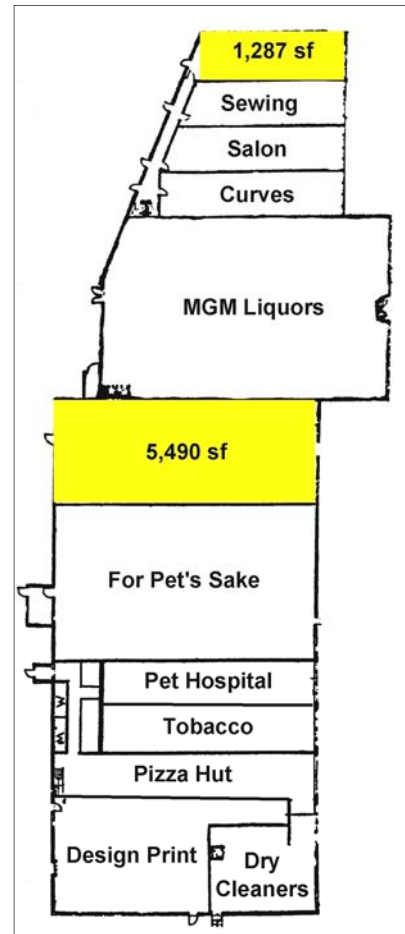 1,287 sf
Sewing
Salon
Curves
MGM Liquors
5,490 sf
For Pet's Sake
Pet Hospital
Tobacco
Pizza Hut
Design Print
Dry
Cleaners